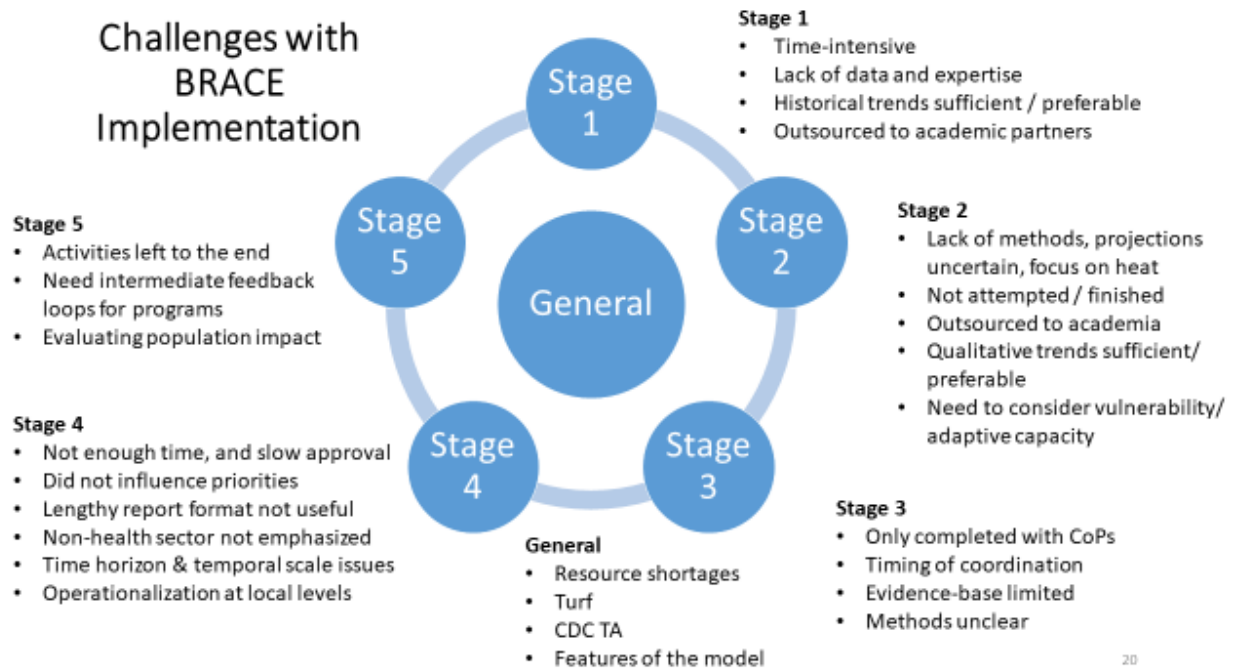 Challenges with
BRACE
Implementation
Stage
1
Stage
2
Stage
3
Stage
4
Stage
5
General
Stage 1
• Time-intensive
• Lack of data and expertise
• Historical trends sufficient / preferable
• Outsourced to academic partners
Stage 2
• Lack of methods, projections
uncertain, focus on heat
• Not attempted / finished
• Outsourced to academia
• Qualitative trends sufficient/
preferable
• Need to consider vulnerability/
adaptive capacity
Stage 3
• Only completed with CoPs
• Timing of coordination
• Evidence-base limited
• Methods unclear
General
• Resource shortages
• Turf
• CDC TA
• Features of the model
Stage 4
• Not enough time, and slow approval
• Did not influence priorities
• Lengthy report format not useful
• Non-health sector not emphasized
• Time horizon & temporal scale issues
• Operationalization at local levels
Stage 5
• Activities left to the end
• Need intermediate feedback
loops for programs
• Evaluating population impact
20